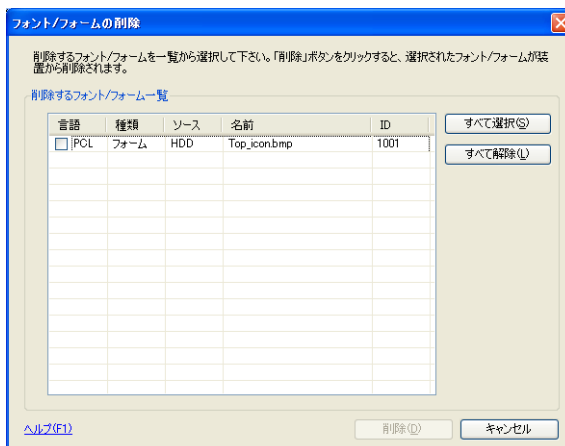 フォント/フォームの削除
削除するフォント/フォームを一覧から選択して下さい。「削除」ボタンをクリックすると、選択されたフォント/フォームが装
置から削除されます。
削除するフォント/フォーム一覧
言語 種類 ソース 名前 ID
PCL フォーム HDD Top_icon.bmp 1001
すべて選択(S)
すべて解除(L)
ヘルプ(F1)
削除(D)
キャンセル